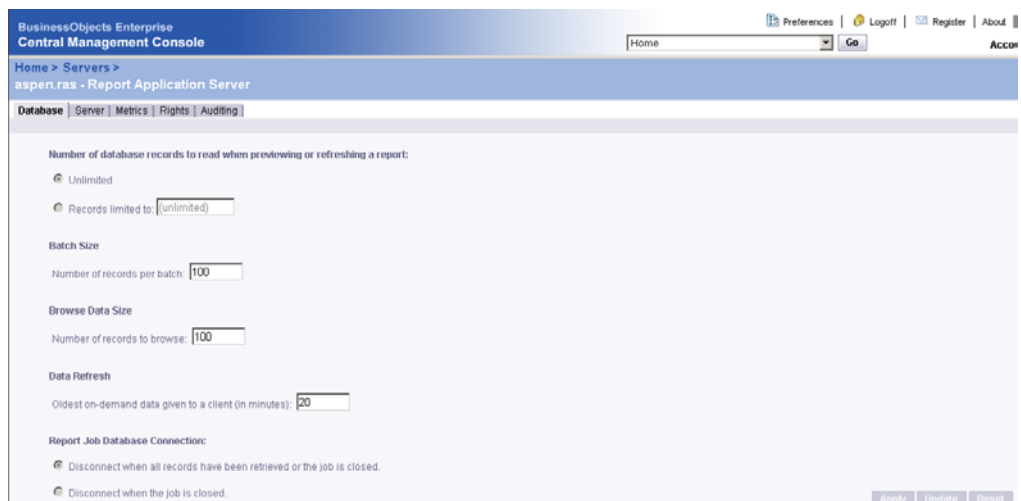 BusinessObjects Enterprise
Central Management Console
Preferences | Logoff | Register | About
Home Go
Home > Servers >
aspen.ras - Report Application Server
Database | Server | Metrics | Rights | Auditing |
Number of database records to read when previewing or refreshing a report:
Unlimited
Records limited to: (unlimited)
Batch Size
Number of records per batch: 100
Browse Data Size
Number of records to browse: 100
Data Refresh
Oldest on-demand data given to a client (in minutes): 20
Report Job Database Connection:
Disconnect when all records have been retrieved or the job is closed.
Disconnect when the job is closed.
Apply Update Reset